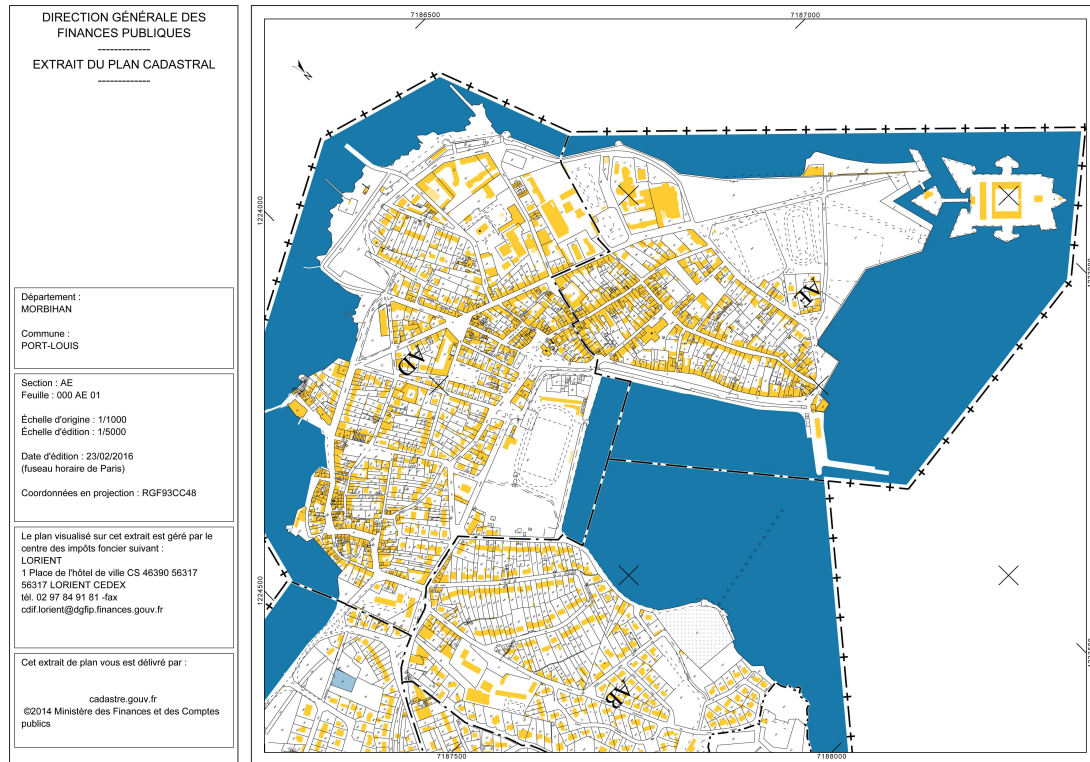 DIRECTION GÉNÉRALE DES
FINANCES PUBLIQUES
-------------
EXTRAIT DU PLAN CADASTRAL
-------------
Département :
MORBIHAN
Commune :
PORT-LOUIS
Section : AE
Feuille : 000 AE 01
Échelle d'origine : 1/1000
Échelle d'édition : 1/5000
Date d'édition : 23/02/2016
(fuseau horaire de Paris)
Coordonnées en projection : RGF93CC48
Le plan visualisé sur cet extrait est géré par le
centre des impôts foncier suivant :
LORIENT
1 Place de l'hôtel de ville CS 46390 56317
56317 LORIENT CEDEX
tél. 02 97 84 91 81 -fax
cdif.lorient@dgfip.finances.gouv.fr
Cet extrait de plan vous est délivré par :
cadastre.gouv.fr
©2014 Ministère des Finances et des Comptes
publics
7186500
7187000
N
1224000
AE
AD
1224500
AB
7187500
7188000